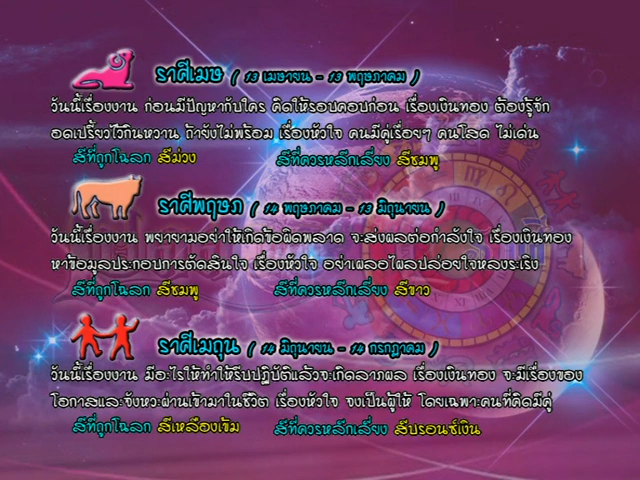 ราศีเมษ ( 13 เมษายน - 13 พฤษภาคม )
วันนี้เรื่องงาน ก่อนมีปัญหากับใคร คิดให้รอบคอบก่อน เรื่องเงินทอง ต้องรู้จัก
อดเปรี้ยวไว้กินหวาน ถ้ายังไม่พร้อม เรื่องหัวใจ คนมีคู่เรื่อยๆ คนโสด ไม่เด่น
สีที่ถูกโฉลก สีม่วง สีที่ควรหลีกเลี่ยง สีชมพู
ราศีพฤษภ ( 14 พฤษภาคม - 13 มิถุนายน )
วันนี้เรื่องงาน พยายามอย่าให้เกิดข้อผิดพลาด จะส่งผลต่อกำลังใจ เรื่องเงินทอง
หาข้อมูลประกอบการตัดสินใจ เรื่องหัวใจ อย่าเผลอไผลปล่อยใจหลงระเริง
สีที่ถูกโฉลก สีชมพู สีที่ควรหลีกเลี่ยง สีขาว
ราศีเมถุน ( 14 มิถุนายน - 14 กรกฎาคม )
วันนี้เรื่องงาน มีอะไรให้ทำให้รีบปฏิบัติแล้วจะเกิดลาภผล เรื่องเงินทอง จะมีเรื่องของ
โอกาสและจังหวะผ่านเข้ามาในชีวิต เรื่องหัวใจ จงเป็นผู้ให้ โดยเฉพาะคนที่คิดมีคู่
สีที่ถูกโฉลก สีเหลืองเข้ม สีที่ควรหลีกเลี่ยง สีบรอนซ์เงิน